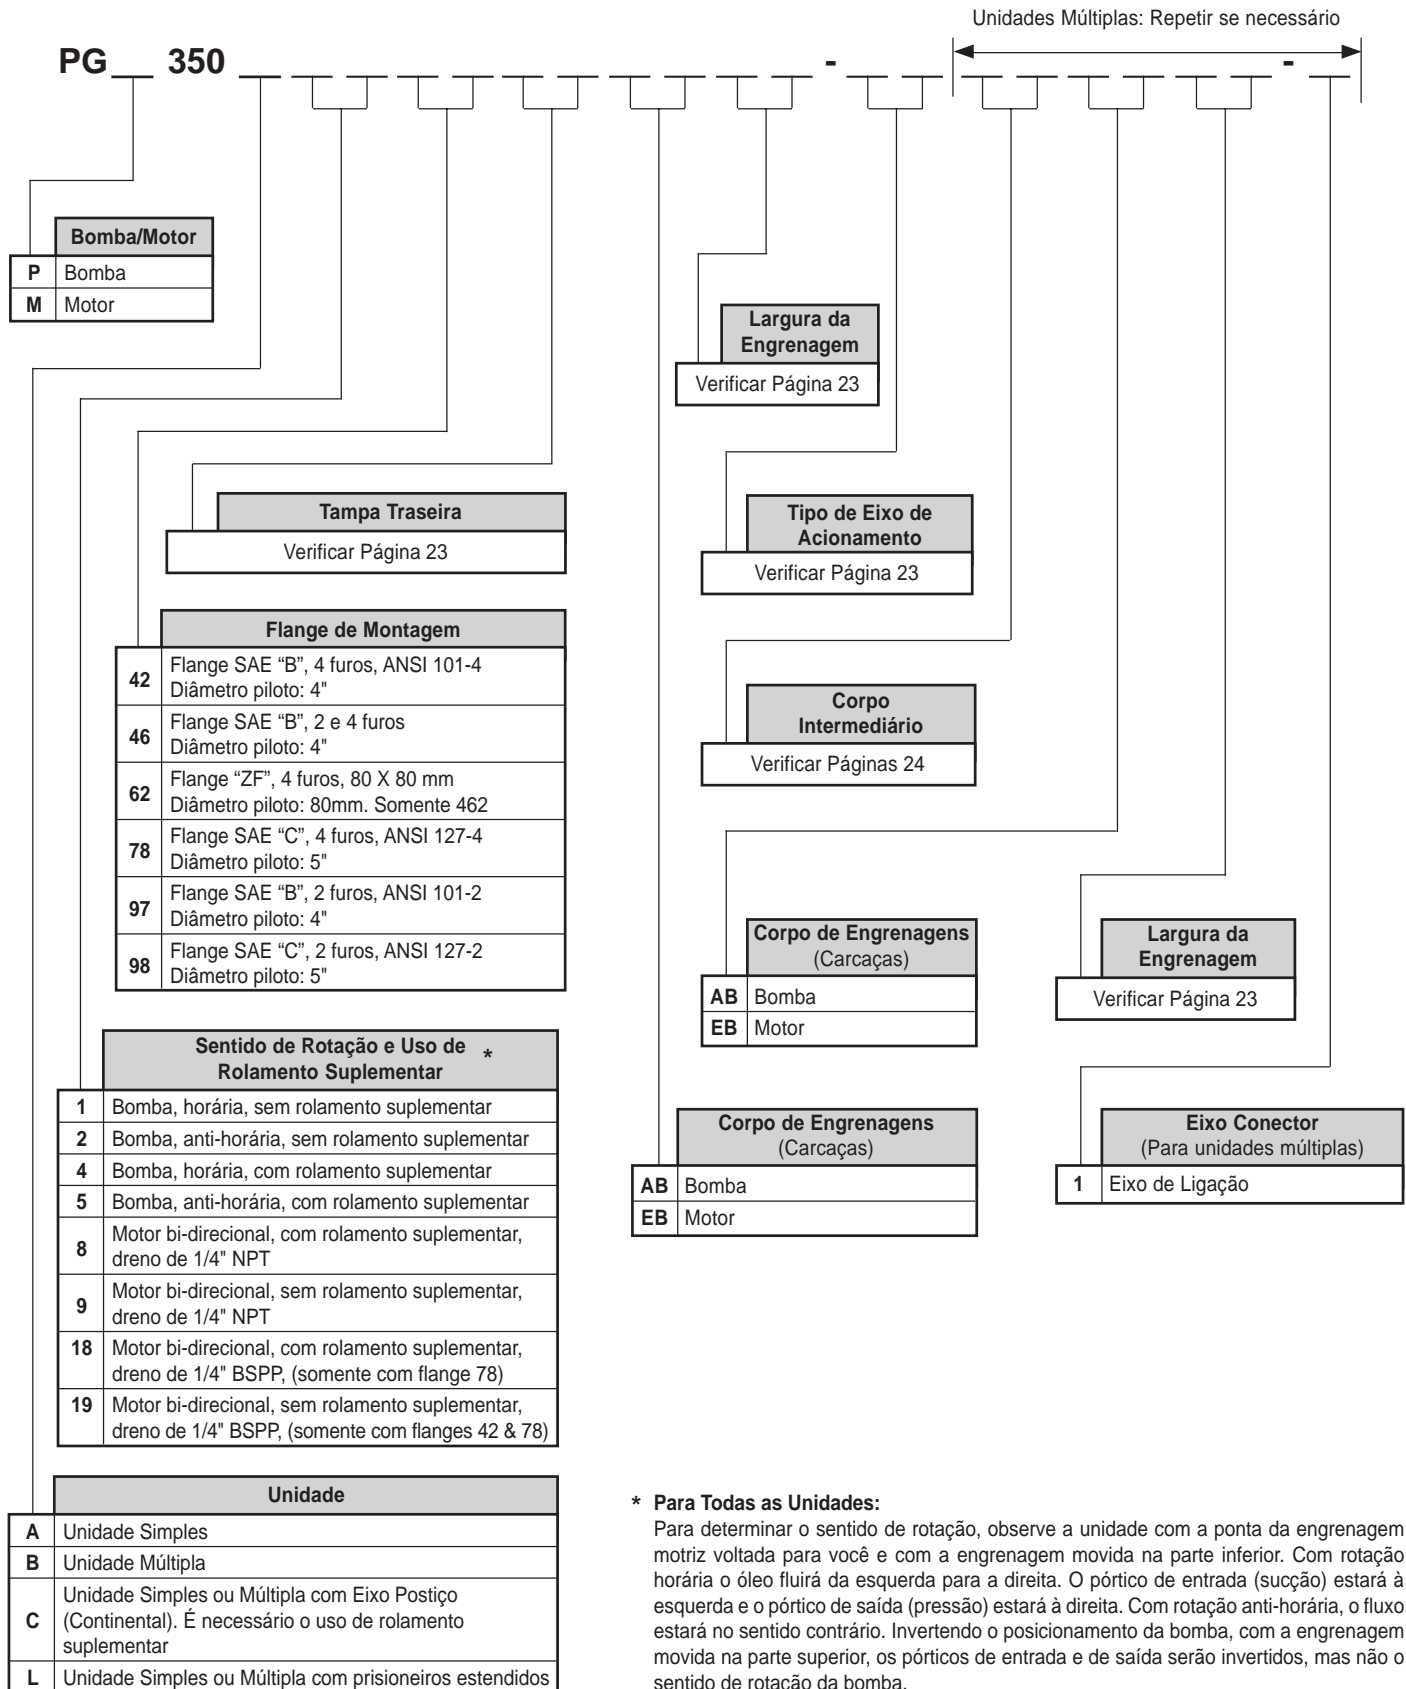 Unidades Múltiplas: Repetir se necessário
PG__ 350 __ __ __ __ __ __ __ __ __ __ __ - __ __ __ __ __ __ __ __ - __
Bomba/Motor
P Bomba
M Motor
Largura da
Engrenagem
Verificar Página 23
Tampa Traseira
Verificar Página 23
Tipo de Eixo de
Acionamento
Verificar Página 23
Flange de Montagem
42 Flange SAE “B”, 4 furos, ANSI 101-4
Diâmetro piloto: 4"
46 Flange SAE “B”, 2 e 4 furos
Diâmetro piloto: 4"
62 Flange “ZF”, 4 furos, 80 X 80 mm
Diâmetro piloto: 80mm. Somente 462
78 Flange SAE “C”, 4 furos, ANSI 127-4
Diâmetro piloto: 5"
97 Flange SAE “B”, 2 furos, ANSI 101-2
Diâmetro piloto: 4"
98 Flange SAE “C”, 2 furos, ANSI 127-2
Diâmetro piloto: 5"
Corpo
Intermediário
Verificar Páginas 24
Corpo de Engrenagens
(Carcaças)
AB Bomba
EB Motor
Largura da
Engrenagem
Verificar Página 23
Sentido de Rotação e Uso de *
Rolamento Suplementar
1 Bomba, horária, sem rolamento suplementar
2 Bomba, anti-horária, sem rolamento suplementar
4 Bomba, horária, com rolamento suplementar
5 Bomba, anti-horária, com rolamento suplementar
8 Motor bi-direcional, com rolamento suplementar,
dreno de 1/4" NPT
9 Motor bi-direcional, sem rolamento suplementar,
dreno de 1/4" NPT
18 Motor bi-direcional, com rolamento suplementar,
dreno de 1/4" BSPP, (somente com flange 78)
19 Motor bi-direcional, sem rolamento suplementar,
dreno de 1/4" BSPP, (somente com flanges 42 & 78)
Corpo de Engrenagens
(Carcaças)
AB Bomba
EB Motor
Eixo Conector
(Para unidades múltiplas)
1 Eixo de Ligação
Unidade
A Unidade Simples
B Unidade Múltipla
C Unidade Simples ou Múltipla com Eixo Postiço
(Continental). É necessário o uso de rolamento
suplementar
L Unidade Simples ou Múltipla com prisioneiros estendidos
* Para Todas as Unidades:
Para determinar o sentido de rotação, observe a unidade com a ponta da engrenagem
motriz voltada para você e com a engrenagem movida na parte inferior. Com rotação
horária o óleo fluirá da esquerda para a direita. O pórtico de entrada (sucção) estará à
esquerda e o pórtico de saída (pressão) estará à direita. Com rotação anti-horária, o fluxo
estará no sentido contrário. Invertendo o posicionamento da bomba, com a engrenagem
movida na parte superior, os pórticos de entrada e de saída serão invertidos, mas não o
sentido de rotação da bomba.